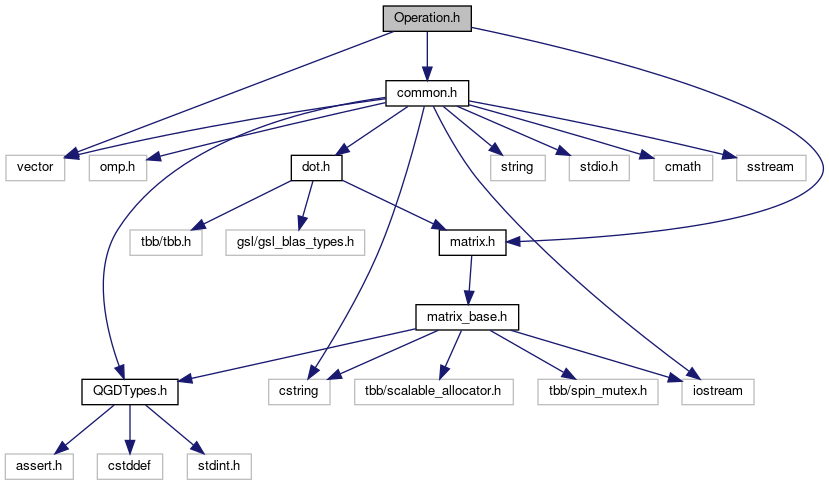 Operation.h
common.h
vector
omp.h
dot.h
string
stdio.h
cmath
sstream
tbb/tbb.h
gsl/gsl_blas_types.h
matrix.h
matrix_base.h
QGDTypes.h
cstring
tbb/scalable_allocator.h
tbb/spin_mutex.h
iostream
assert.h
cstddef
stdint.h